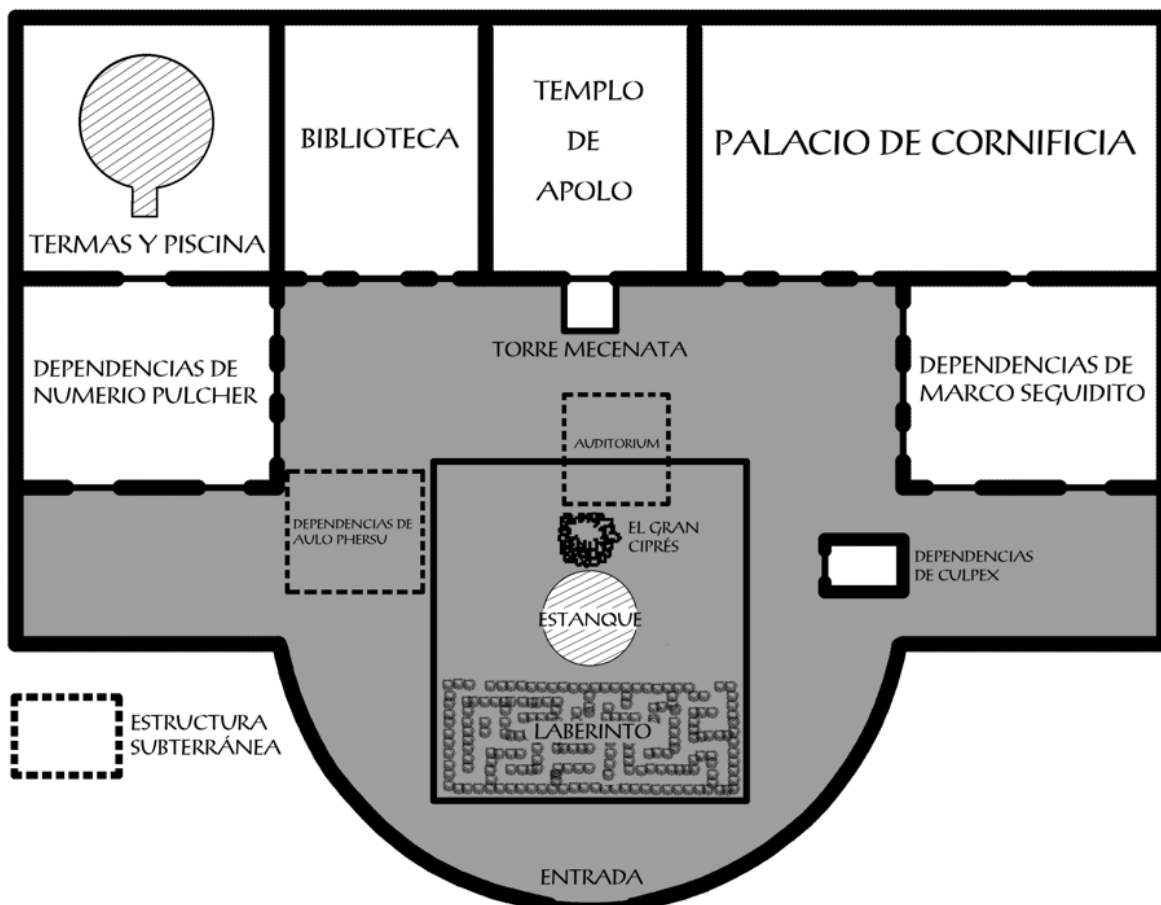 TERMAS Y PISCINA
BIBLIOTECA
TEMPLO
DE
APOLO
PALACIO DE CORNIFICIA
DEPENDENCIAS DE
NUMERIO PULCHER
TORRE MECENATA
DEPENDENCIAS DE
MARCO SEGUIDITO
AUDITORIUM
DEPENDENCIAS DE
AULO PHERSU
EL GRAN
CIPRÉS
DEPENDENCIAS
DE CULPEX
ESTANQUE
LABERINTO
ESTRUCTURA
SUBTERRÁNEA
ENTRADA